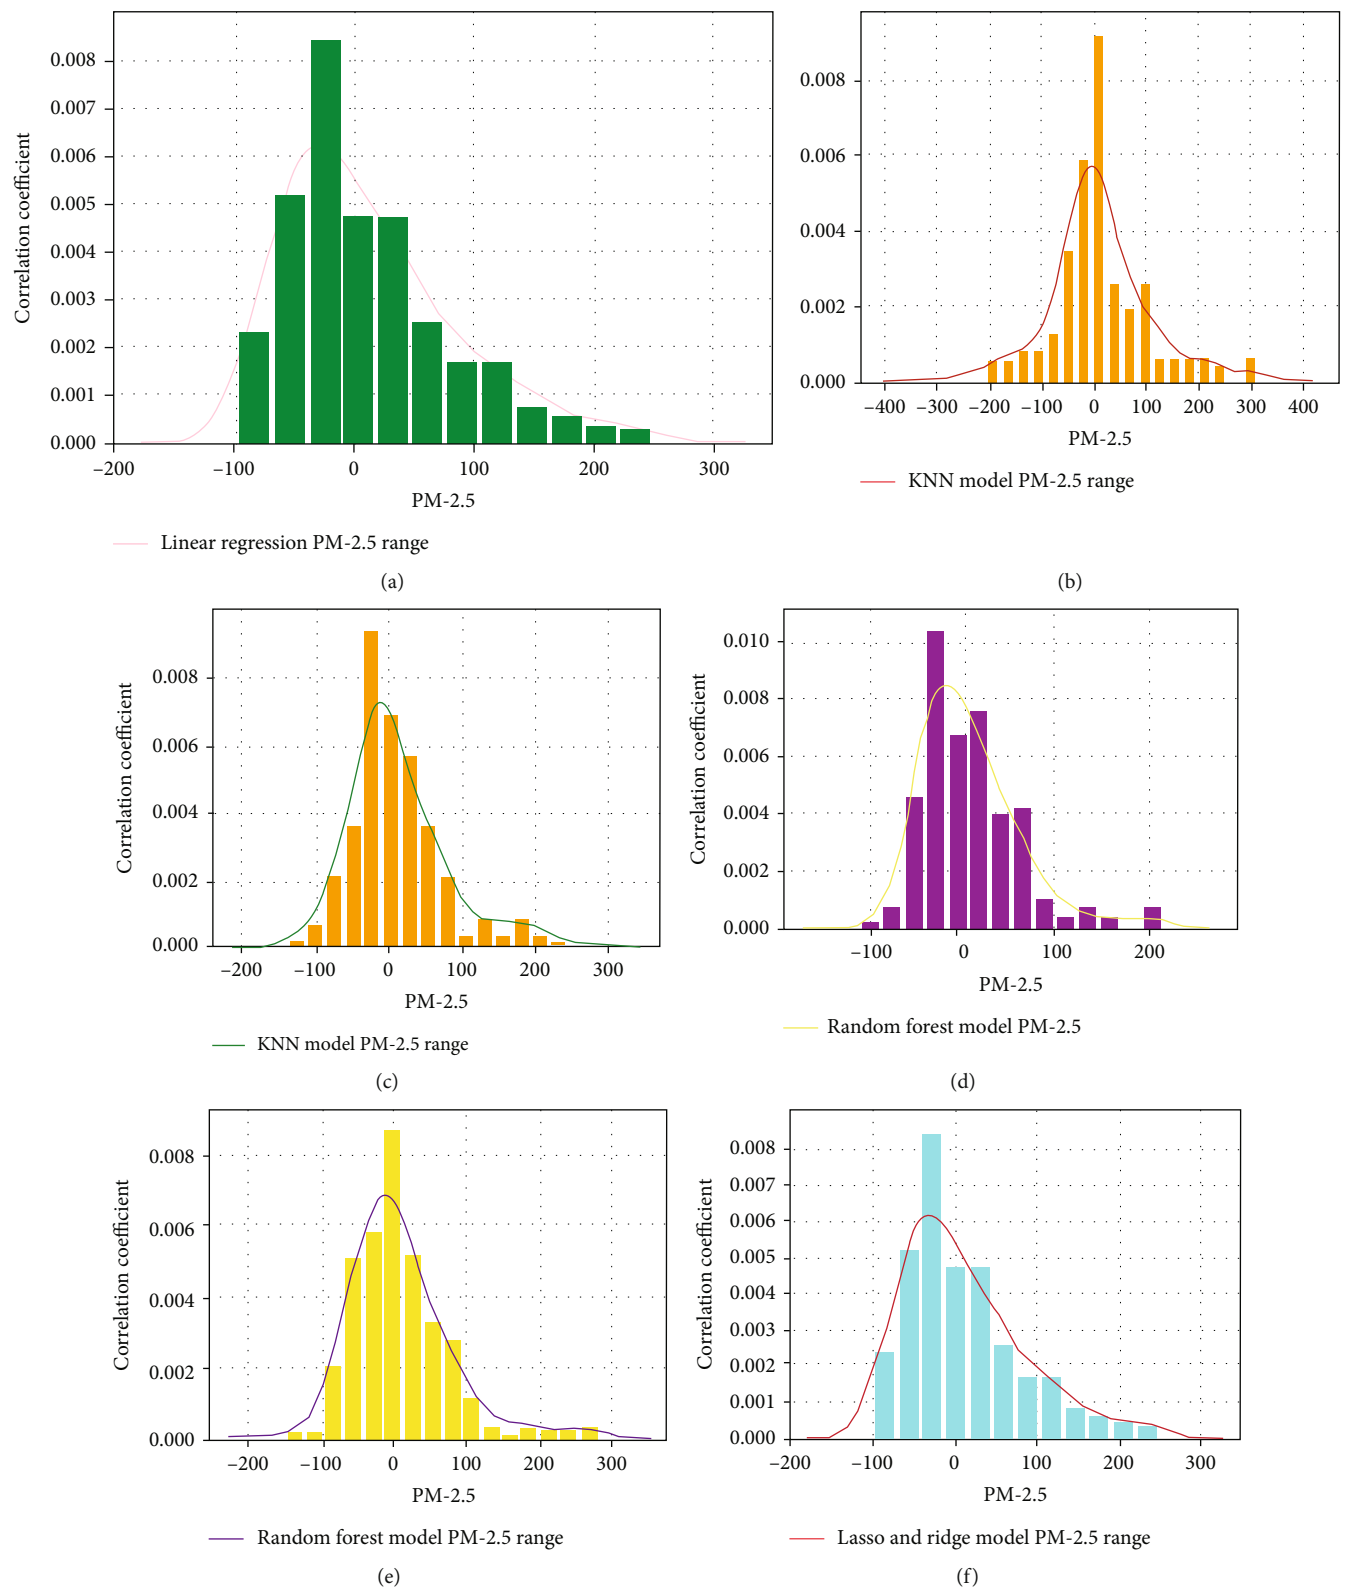 Correlation coefficient
0.008
0.007
0.006
0.005
0.004
0.003
0.002
0.001
0.000
−200 −100 0 100 200 300
PM-2.5
Linear regression PM-2.5 range
(a)
0.008
0.006
0.004
0.002
0.000
−400 −300 −200 −100 0 100 200 300 400
PM-2.5
KNN model PM-2.5 range
(b)
Correlation coefficient
0.008
0.006
0.004
0.002
0.000
−200 −100 0 100 200 300
PM-2.5
KNN model PM-2.5 range
(c)
Correlation coefficient
0.010
0.008
0.006
0.004
0.002
0.000
−100 0 100 200
PM-2.5
Random forest model PM-2.5
(d)
Correlation coefficient
0.008
0.006
0.004
0.002
0.000
−200 −100 0 100 200 300
PM-2.5
Random forest model PM-2.5 range
(e)
Correlation coefficient
0.008
0.007
0.006
0.005
0.004
0.003
0.002
0.001
0.000
−200 −100 0 100 200 300
PM-2.5
Lasso and ridge model PM-2.5 range
(f)